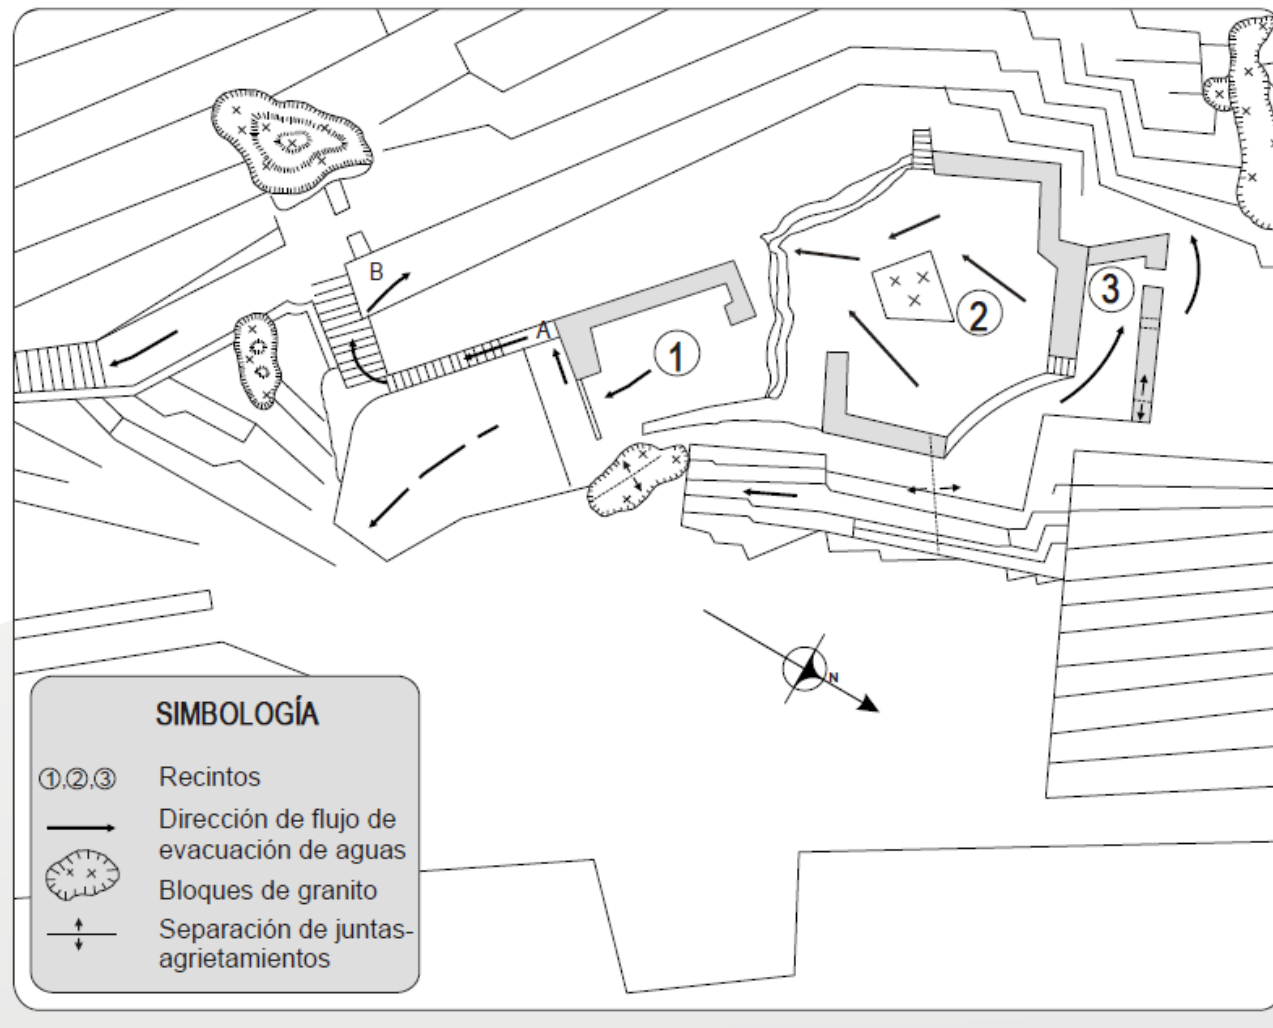 B
A
1
2
3
N
SIMBOLOGÍA
①,②,③ Recintos
Dirección de flujo de
evacuación de aguas
Bloques de granito
Separación de juntas-
agrietamientos